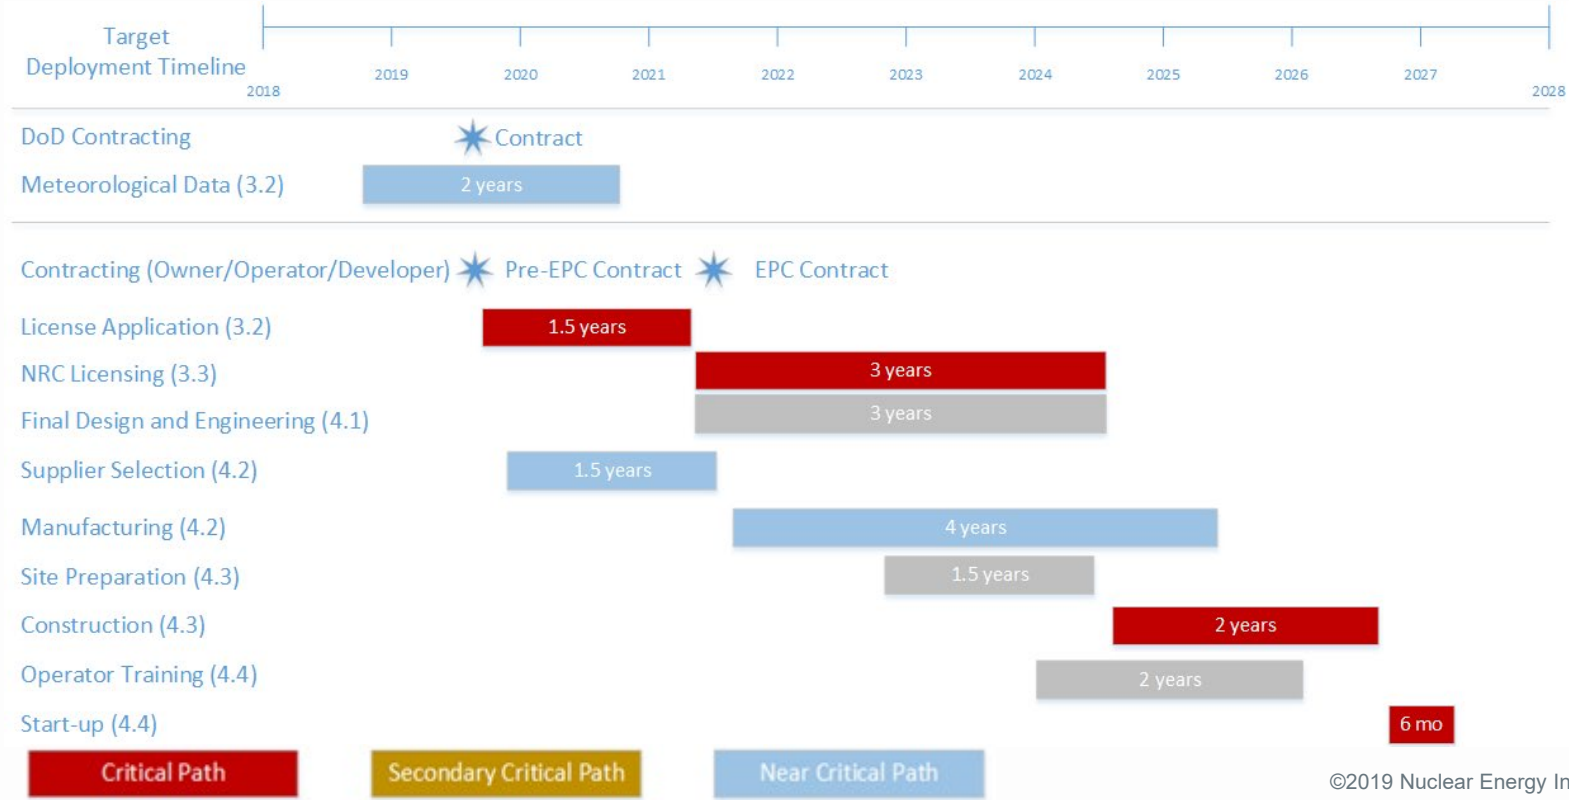 Target
Deployment Timeline
2018
2019
2020
2021
2022
2023
2024
2025
2026
2027
2028
DoD Contracting
Contract
Meteorological Data (3.2)
2 years
Contracting (Owner/Operator/Developer)
Pre-EPC Contract
EPC Contract
License Application (3.2)
1.5 years
NRC Licensing (3.3)
3 years
Final Design and Engineering (4.1)
3 years
Supplier Selection (4.2)
1.5 years
Manufacturing (4.2)
4 years
Site Preparation (4.3)
1.5 years
Construction (4.3)
2 years
Operator Training (4.4)
2 years
Start-up (4.4)
6 mo
Critical Path
Secondary Critical Path
Near Critical Path
©2019 Nuclear Energy In